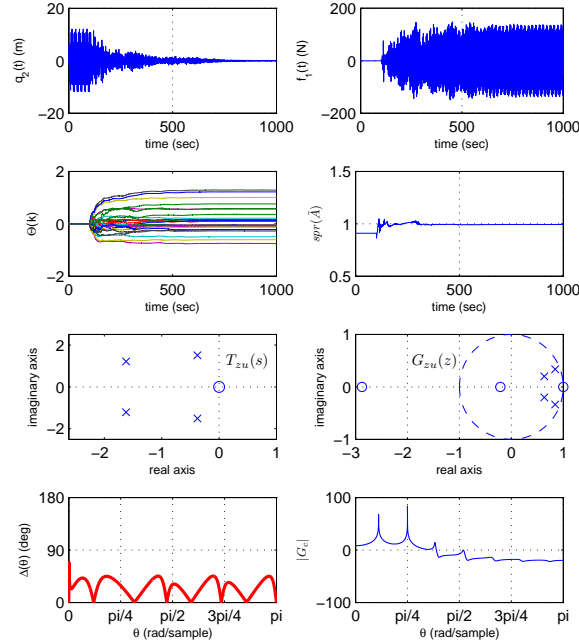 q2(t) (m)
20
0
−20
0
500
1000
time (sec)
f1(t) (N)
200
0
−200
0
500
1000
time (sec)
Θ(k)
2
0
−2
0
500
1000
time (sec)
spr(Ã)
1.5
1
0.5
0
500
1000
time (sec)
imaginary axis
2
0
−2
Tzu(s)
−2
−1
0
1
real axis
imaginary axis
1
0
−1
Gzu(z)
−3
−2
−1
0
1
real axis
Δ(θ) (deg)
180
90
0
0
pi/4
pi/2
3pi/4
pi
θ (rad/sample)
|Gc|
100
0
−100
0
pi/4
pi/2
3pi/4
pi
θ (rad/sample)